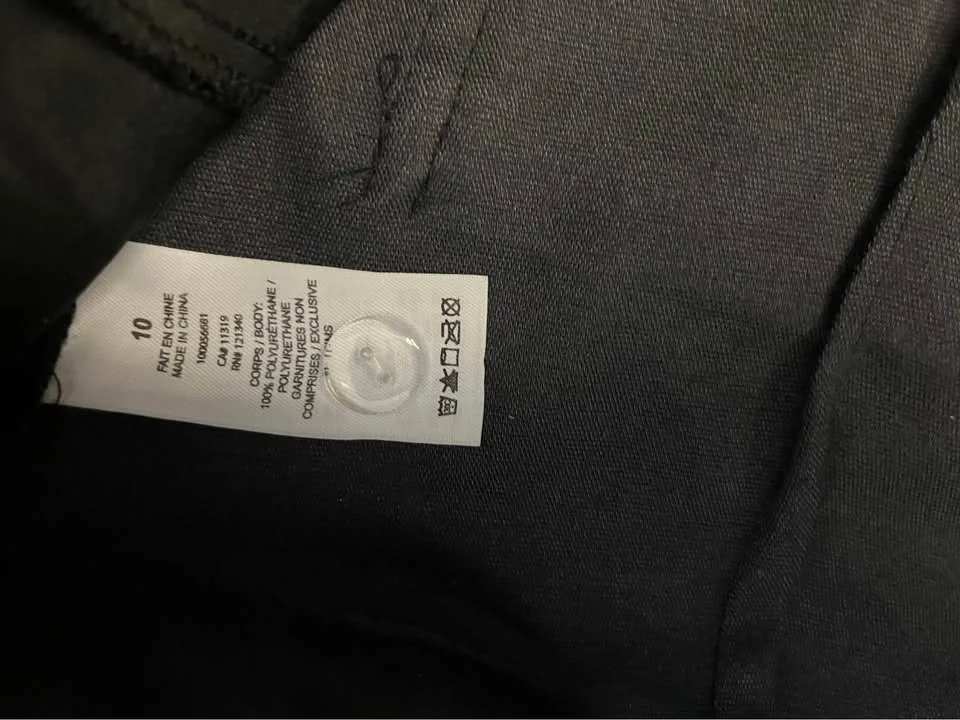 10
FAIT EN CHINE
MADE IN CHINA
100056681
CA# 11319
RN# 121340
CORPS / BODY:
100% POLYURÉTHANE /
POLYURETHANE
GARNITURES NON
COMPRISES / EXCLUSIVE